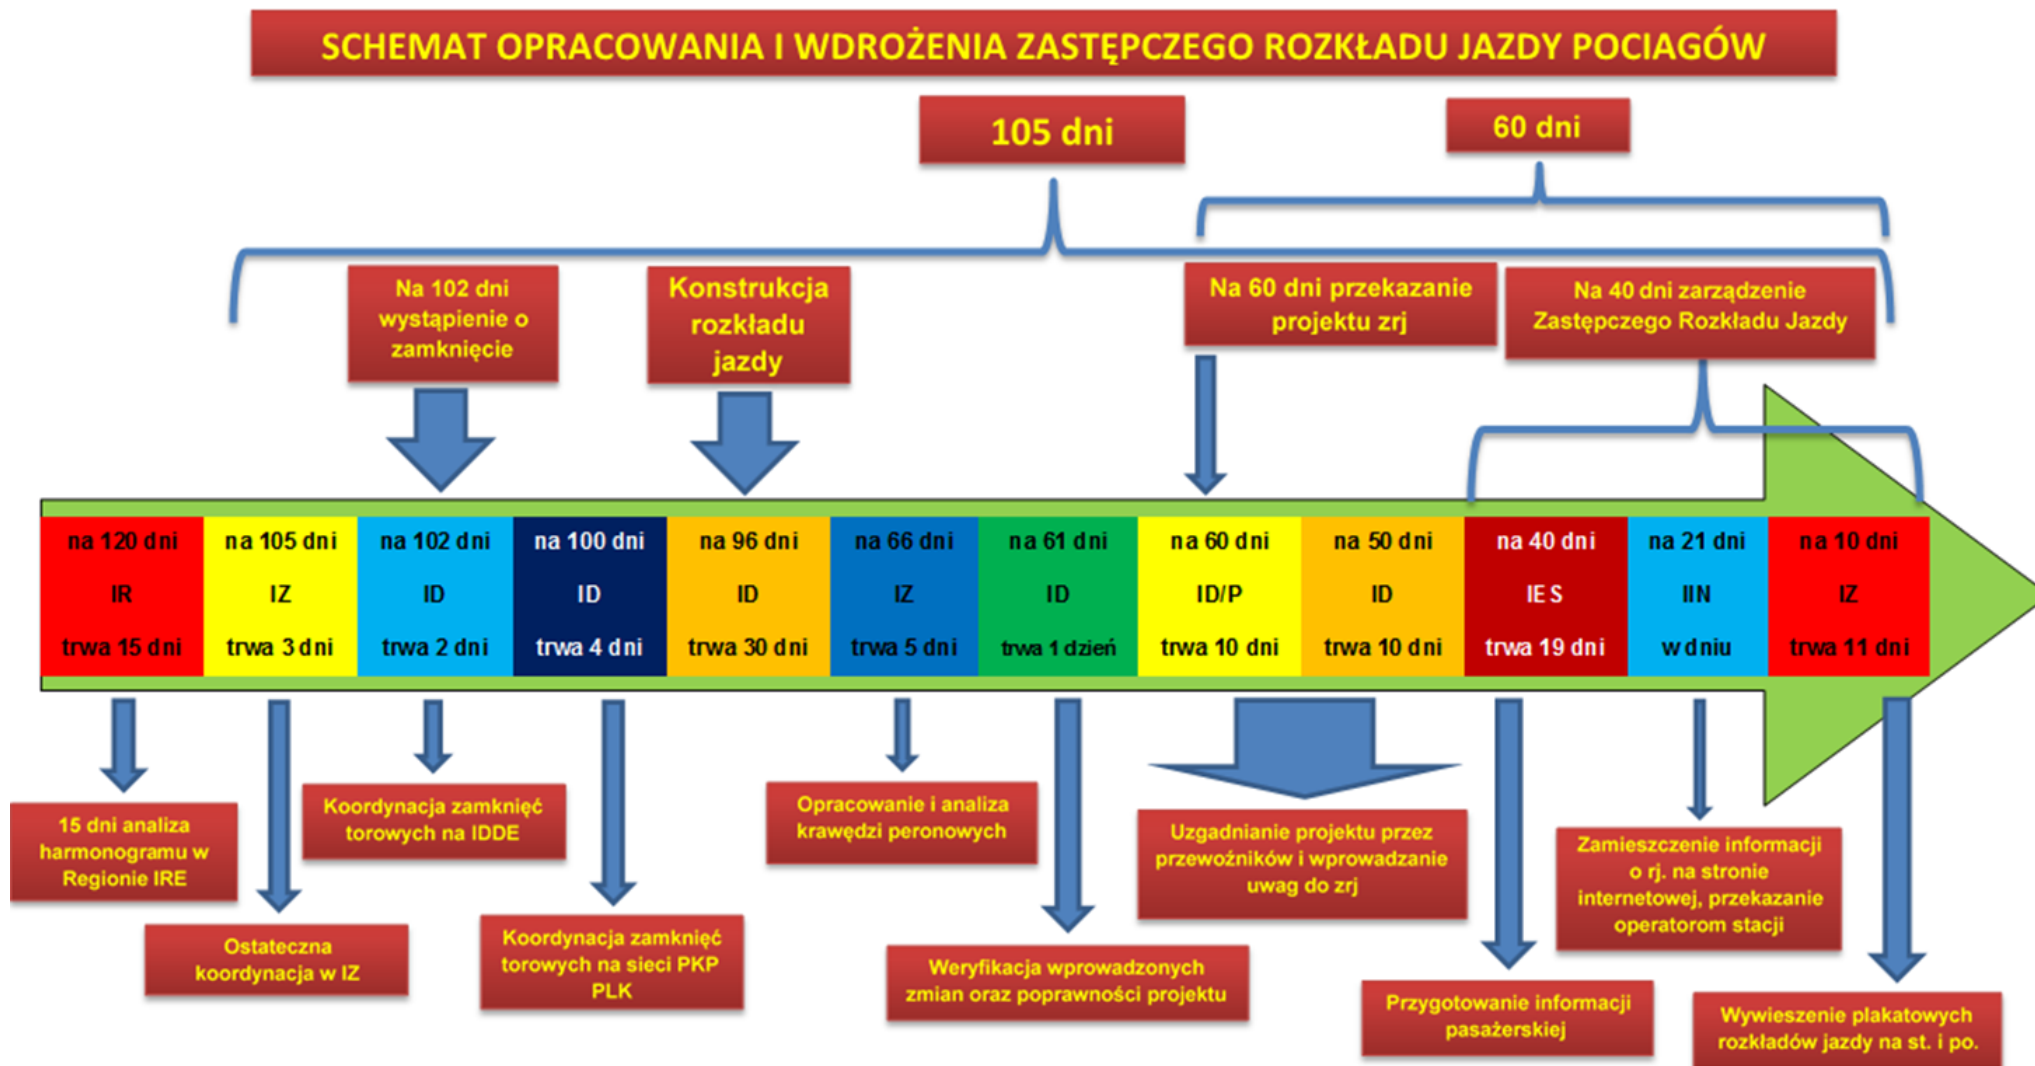 SCHEMAT OPRACOWANIA I WDROŻENIA ZASTĘPCZEGO ROZKŁADU JAZDY POCIAGÓW
105 dni
60 dni
Na 102 dni
wystąpienie o
zamknięcie
Konstrukcja
rozkładu
jazdy
Na 60 dni przekazanie
projektu zrj
Na 40 dni zarządzenie
Zastępczego Rozkładu Jazdy
na 120 dni
IR
trwa 15 dni
na 105 dni
IZ
trwa 3 dni
na 102 dni
ID
trwa 2 dni
na 100 dni
ID
trwa 4 dni
na 96 dni
ID
trwa 30 dni
na 66 dni
IZ
trwa 5 dni
na 61 dni
ID
trwa 1 dzień
na 60 dni
ID/P
trwa 10 dni
na 50 dni
ID
trwa 10 dni
na 40 dni
IES
trwa 19 dni
na 21 dni
IIN
w dniu
na 10 dni
IZ
trwa 11 dni
15 dni analiza
harmonogramu w
Regionie IRE
Ostateczna
koordynacja w IZ
Koordynacja zamknięć
torowych na IDDE
Koordynacja zamknięć
torowych na sieci PKP
PLK
Opracowanie i analiza
krawędzi peronowych
Weryfikacja wprowadzonych
zmian oraz poprawności projektu
Uzgadnianie projektu przez
przewoźników i wprowadzanie
uwag do zrj
Przygotowanie informacji
pasażerskiej
Zamieszczenie informacji
o rj. na stronie
internetowej, przekazanie
operatorom stacji
Wywieszenie plakatowych
rozkładów jazdy na st. i po.